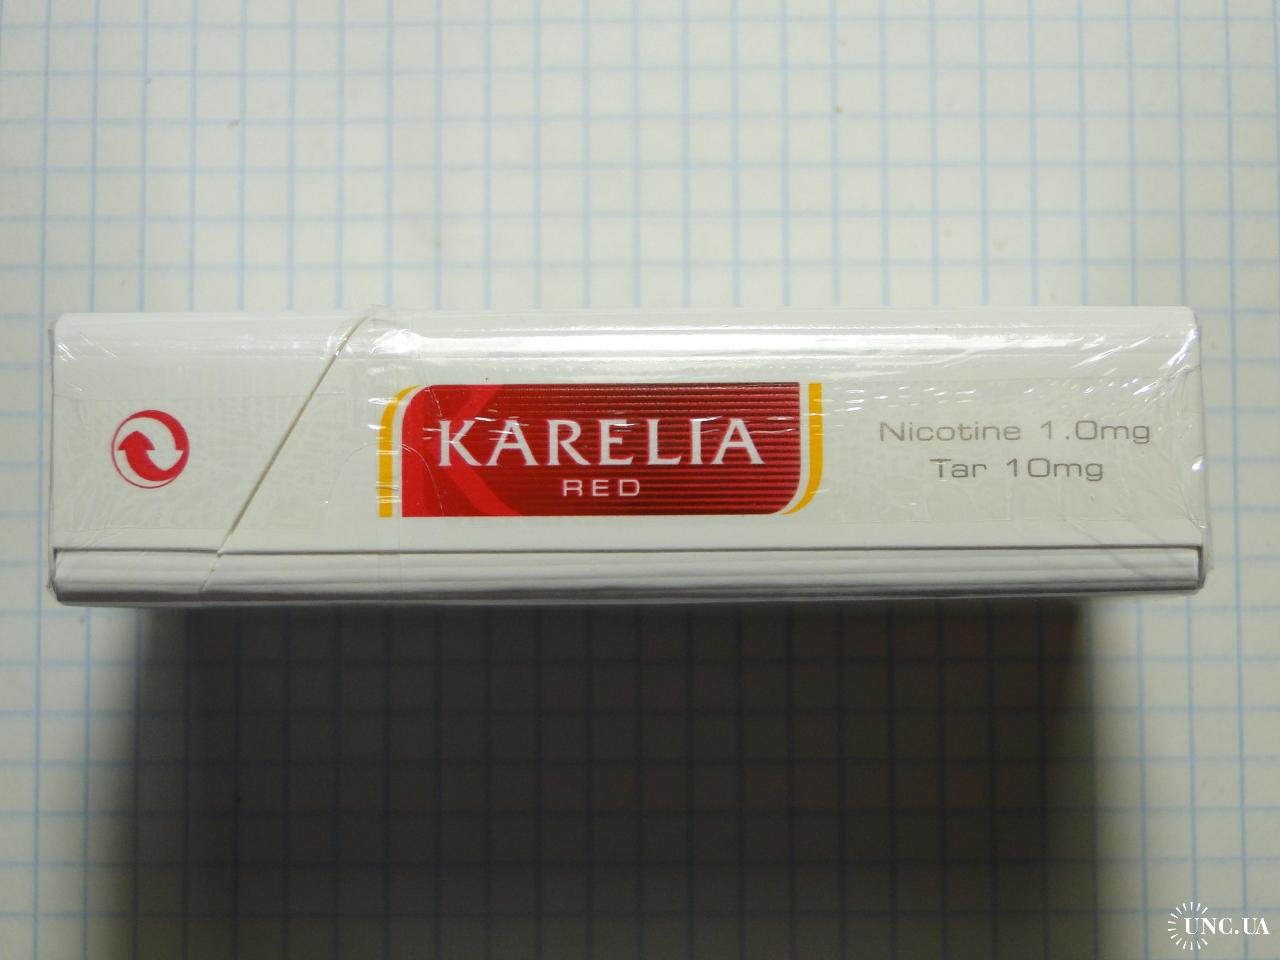 KARELIA
RED
Nicotine 1.0mg
Tar 10mg
UNC.UA